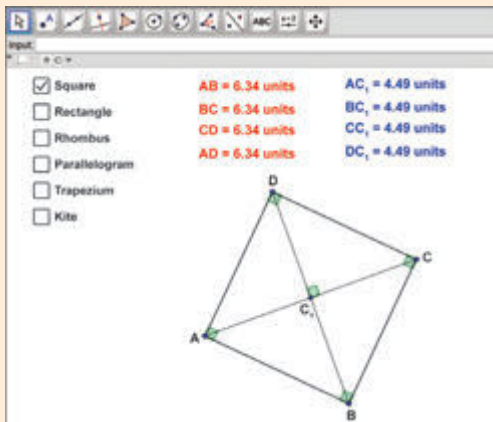 ABC
Input:
Square
Rectangle
Rhombus
Parallelogram
Trapezium
Kite
AB = 6.34 units
BC = 6.34 units
CD = 6.34 units
AD = 6.34 units
AC₁ = 4.49 units
BC₁ = 4.49 units
CC₁ = 4.49 units
DC₁ = 4.49 units
D
C
C₁
A
B